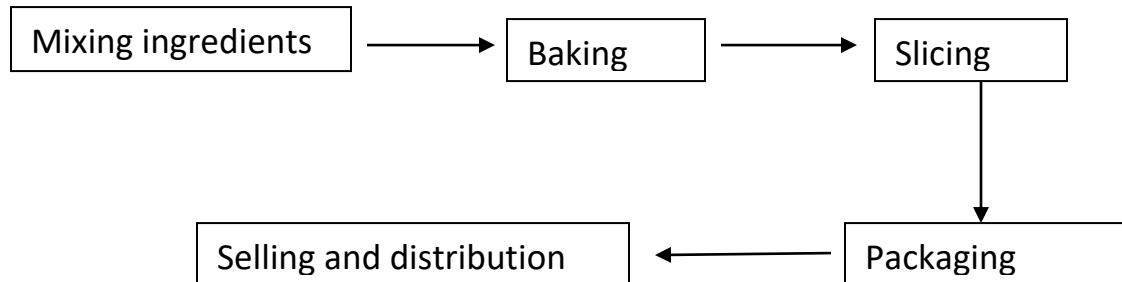 Mixing ingredients
Baking
Slicing
Packaging
Selling and distribution